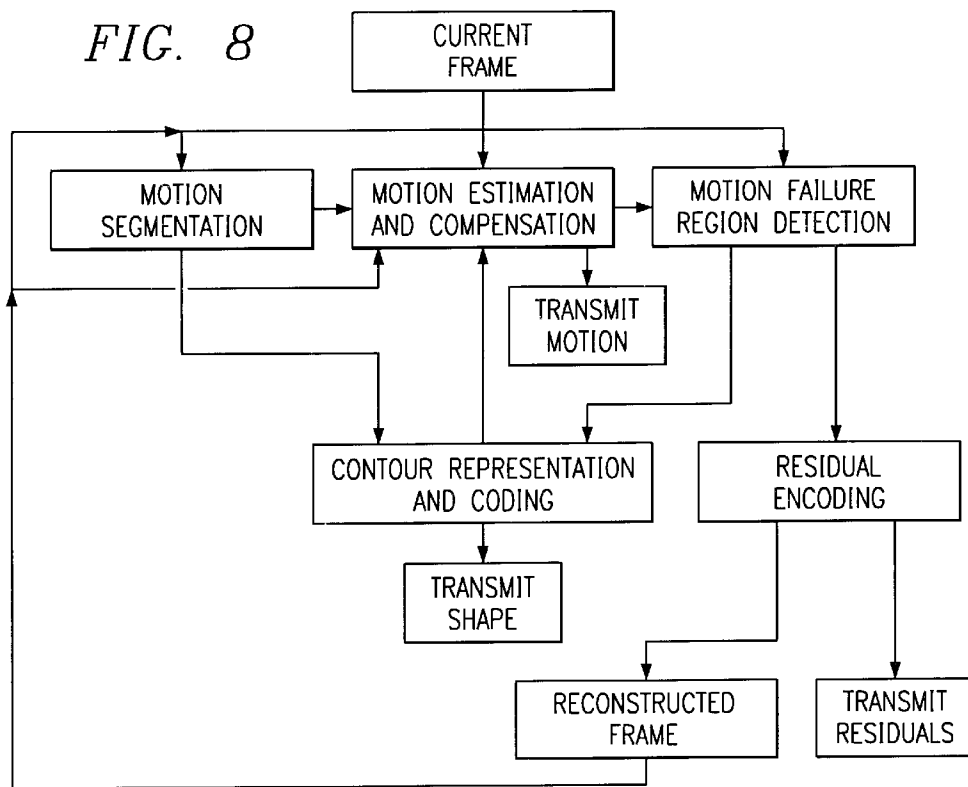 FIG. 8
CURRENT
FRAME
MOTION
SEGMENTATION
MOTION ESTIMATION
AND COMPENSATION
MOTION FAILURE
REGION DETECTION
TRANSMIT
MOTION
CONTOUR REPRESENTATION
AND CODING
RESIDUAL
ENCODING
TRANSMIT
SHAPE
RECONSTRUCTED
FRAME
TRANSMIT
RESIDUALS